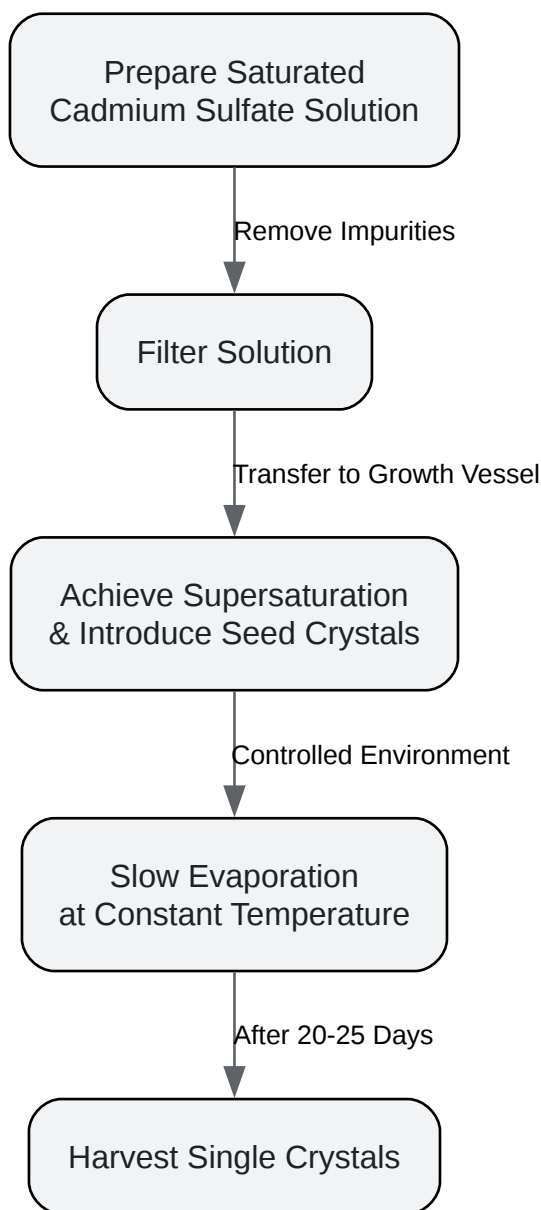 Prepare Saturated
Cadmium Sulfate Solution
Remove Impurities
Filter Solution
Transfer to Growth Vessel
Achieve Supersaturation
& Introduce Seed Crystals
Controlled Environment
Slow Evaporation
at Constant Temperature
After 20-25 Days
Harvest Single Crystals